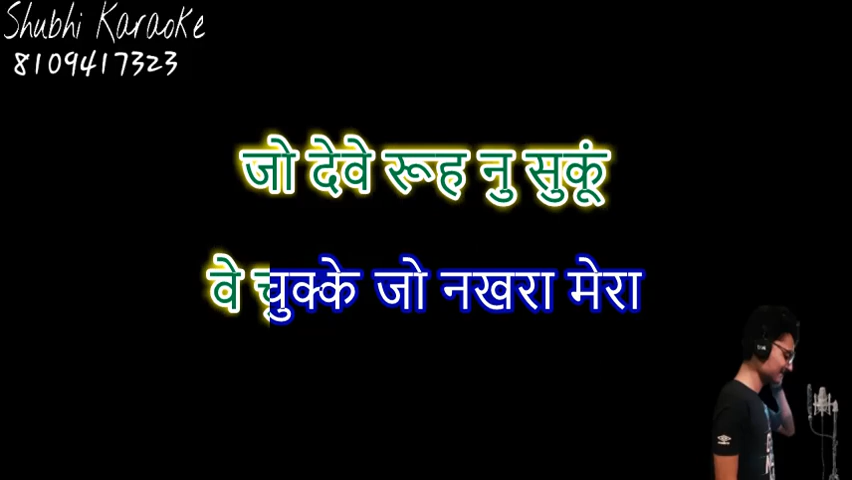 Shubhi Karaoke
8109417323
जो देवे रूह नु सुकूं
वे चुक्के जो नखरा मेरा